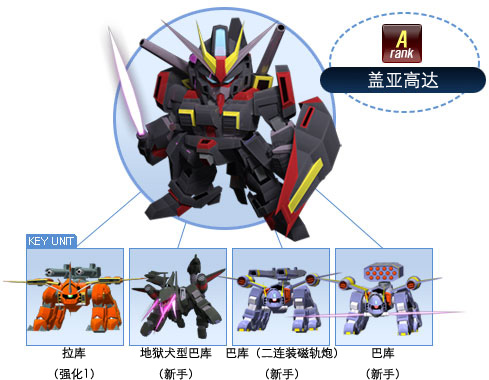 A
rank
盖亚高达
KEY UNIT
拉库
（强化1）
地狱犬型巴库
（新手）
巴库（二连装磁轨炮）
（新手）
巴库
（新手）